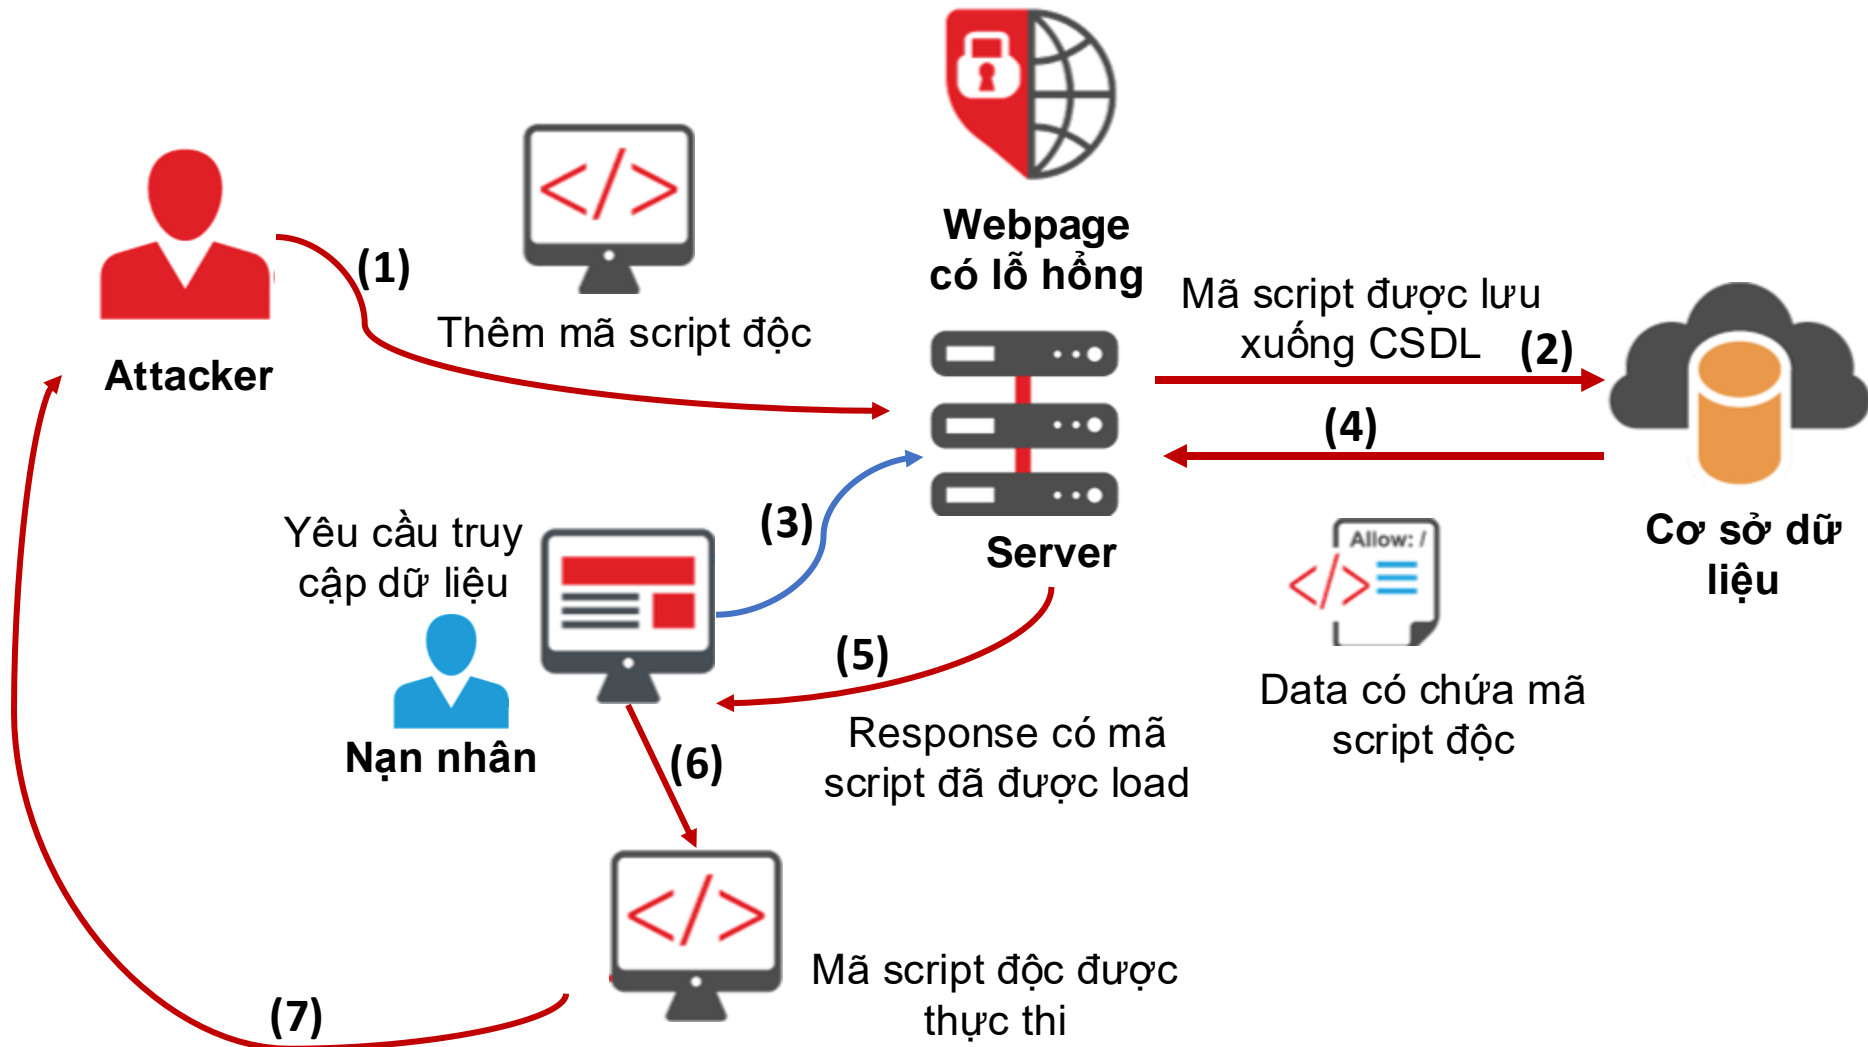 Webpage
có lỗ hổng
(1)
Thêm mã script độc
Attacker
Mã script được lưu
xuống CSDL
(2)
(4)
Yêu cầu truy
cập dữ liệu
(3)
Server
Allow: /
Cơ sở dữ
liệu
(5)
Nạn nhân
(6)
Response có mã
script đã được load
Data có chứa mã
script độc
</>
</>
</>
Mã script độc được
thực thi
(7)